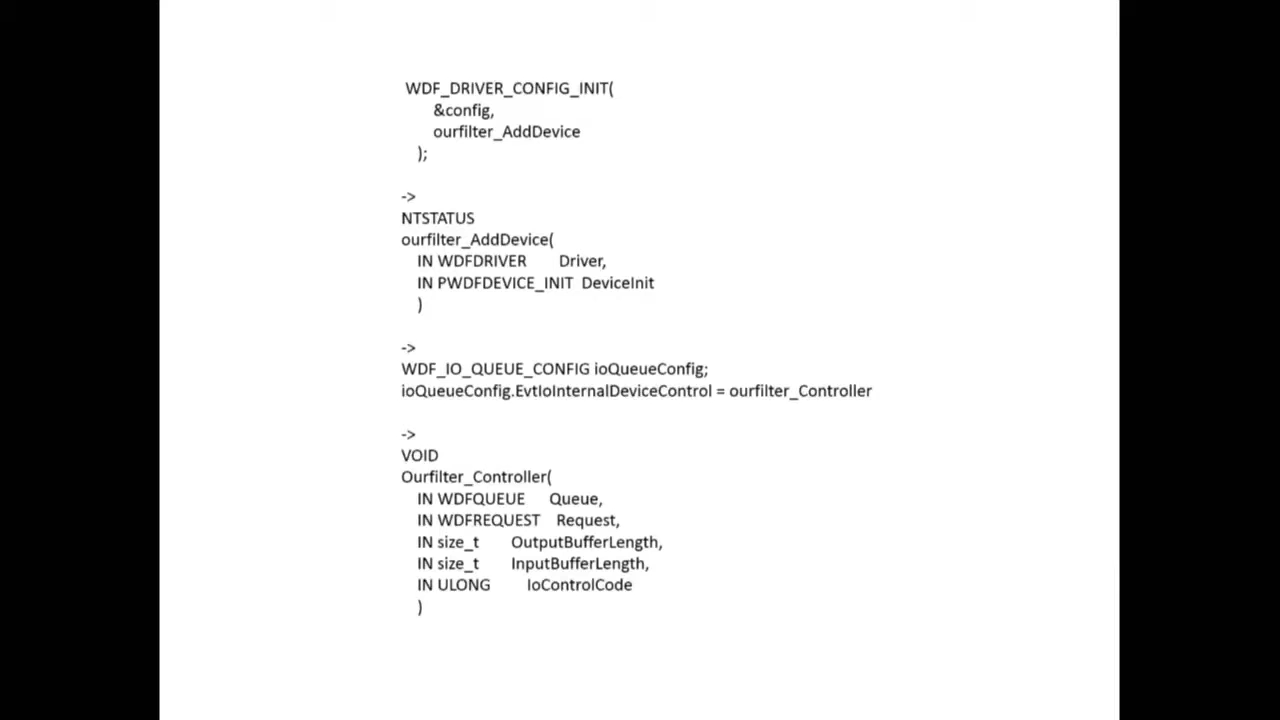 WDF_DRIVER_CONFIG_INIT(
&config,
ourfilter_AddDevice
);
->
NTSTATUS
ourfilter_AddDevice(
IN WDFDRIVER Driver,
IN PWDFDEVICE_INIT DeviceInit
)
->
WDF_IO_QUEUE_CONFIG ioQueueConfig;
ioQueueConfig.EvtIoInternalDeviceControl = ourfilter_Controller
->
VOID
Ourfilter_Controller(
IN WDFQUEUE Queue,
IN WDFREQUEST Request,
IN size_t OutputBufferLength,
IN size_t InputBufferLength,
IN ULONG IoControlCode
)